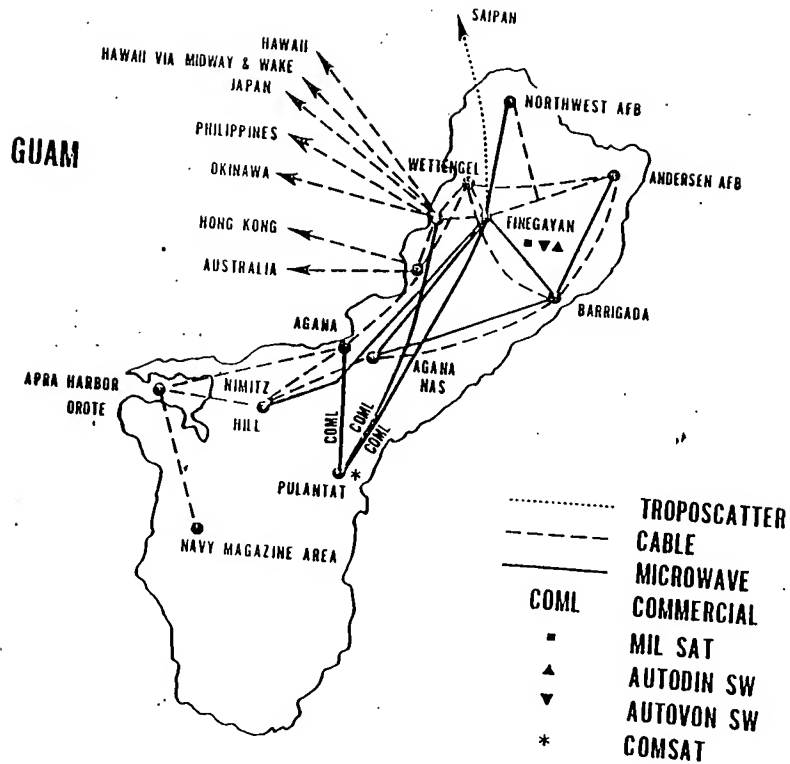 SAIPAN
HAWAII
HAWAII VIA MIDWAY & WAKE
JAPAN
NORTHWEST AFB
PHILIPPINES
GUAM
WETTENGEL
OKINAWA
ANDERSEN AFB
FINEGAYAN
HONG KONG
AUSTRALIA
BARRIGADA
AGANA
AGANA
NAS
APRA HARBOR
OROTE
NIMITZ
HILL
COML
COML
COML
PULANTAT *
NAVY MAGAZINE AREA
TROPOSCATTER
CABLE
MICROWAVE
COML COMMERCIAL
■ MIL SAT
▲ AUTODIN SW
▼ AUTOVON SW
* COMSAT